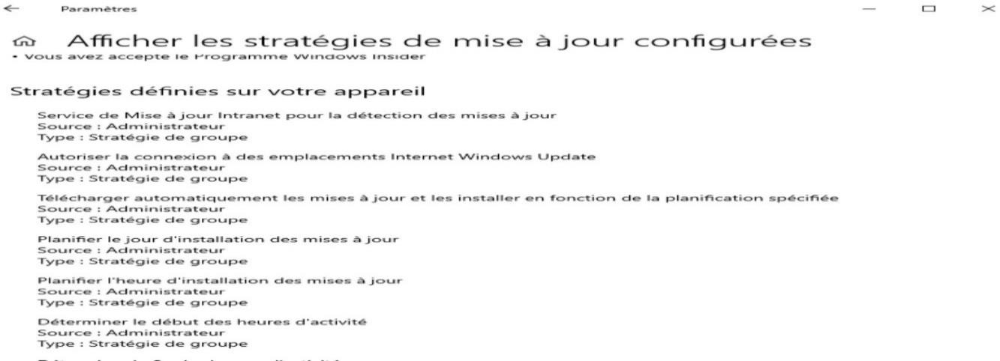 Paramètres
Afficher les stratégies de mise à jour configurées
• Vous avez accepté le Programme Windows Insider
Stratégies définies sur votre appareil
Service de Mise à jour Intranet pour la détection des mises à jour
Source : Administrateur
Type : Stratégie de groupe
Autoriser la connexion à des emplacements Internet Windows Update
Source : Administrateur
Type : Stratégie de groupe
Télécharger automatiquement les mises à jour et les installer en fonction de la planification spécifiée
Source : Administrateur
Type : Stratégie de groupe
Planifier le jour d'installation des mises à jour
Source : Administrateur
Type : Stratégie de groupe
Planifier l'heure d'installation des mises à jour
Source : Administrateur
Type : Stratégie de groupe
Déterminer le début des heures d'activité
Source : Administrateur
Type : Stratégie de groupe